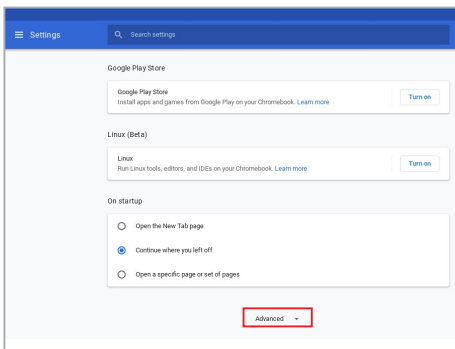 Settings
Search settings
Google Play Store
Google Play Store
Install apps and games from Google Play on your Chromebook. Learn more
Turn on
Linux (Beta)
Linux
Run Linux tools, editors, and IDEs on your Chromebook. Learn more
Turn on
On startup
Open the New Tab page
Continue where you left off
Open a specific page or set of pages
Advanced